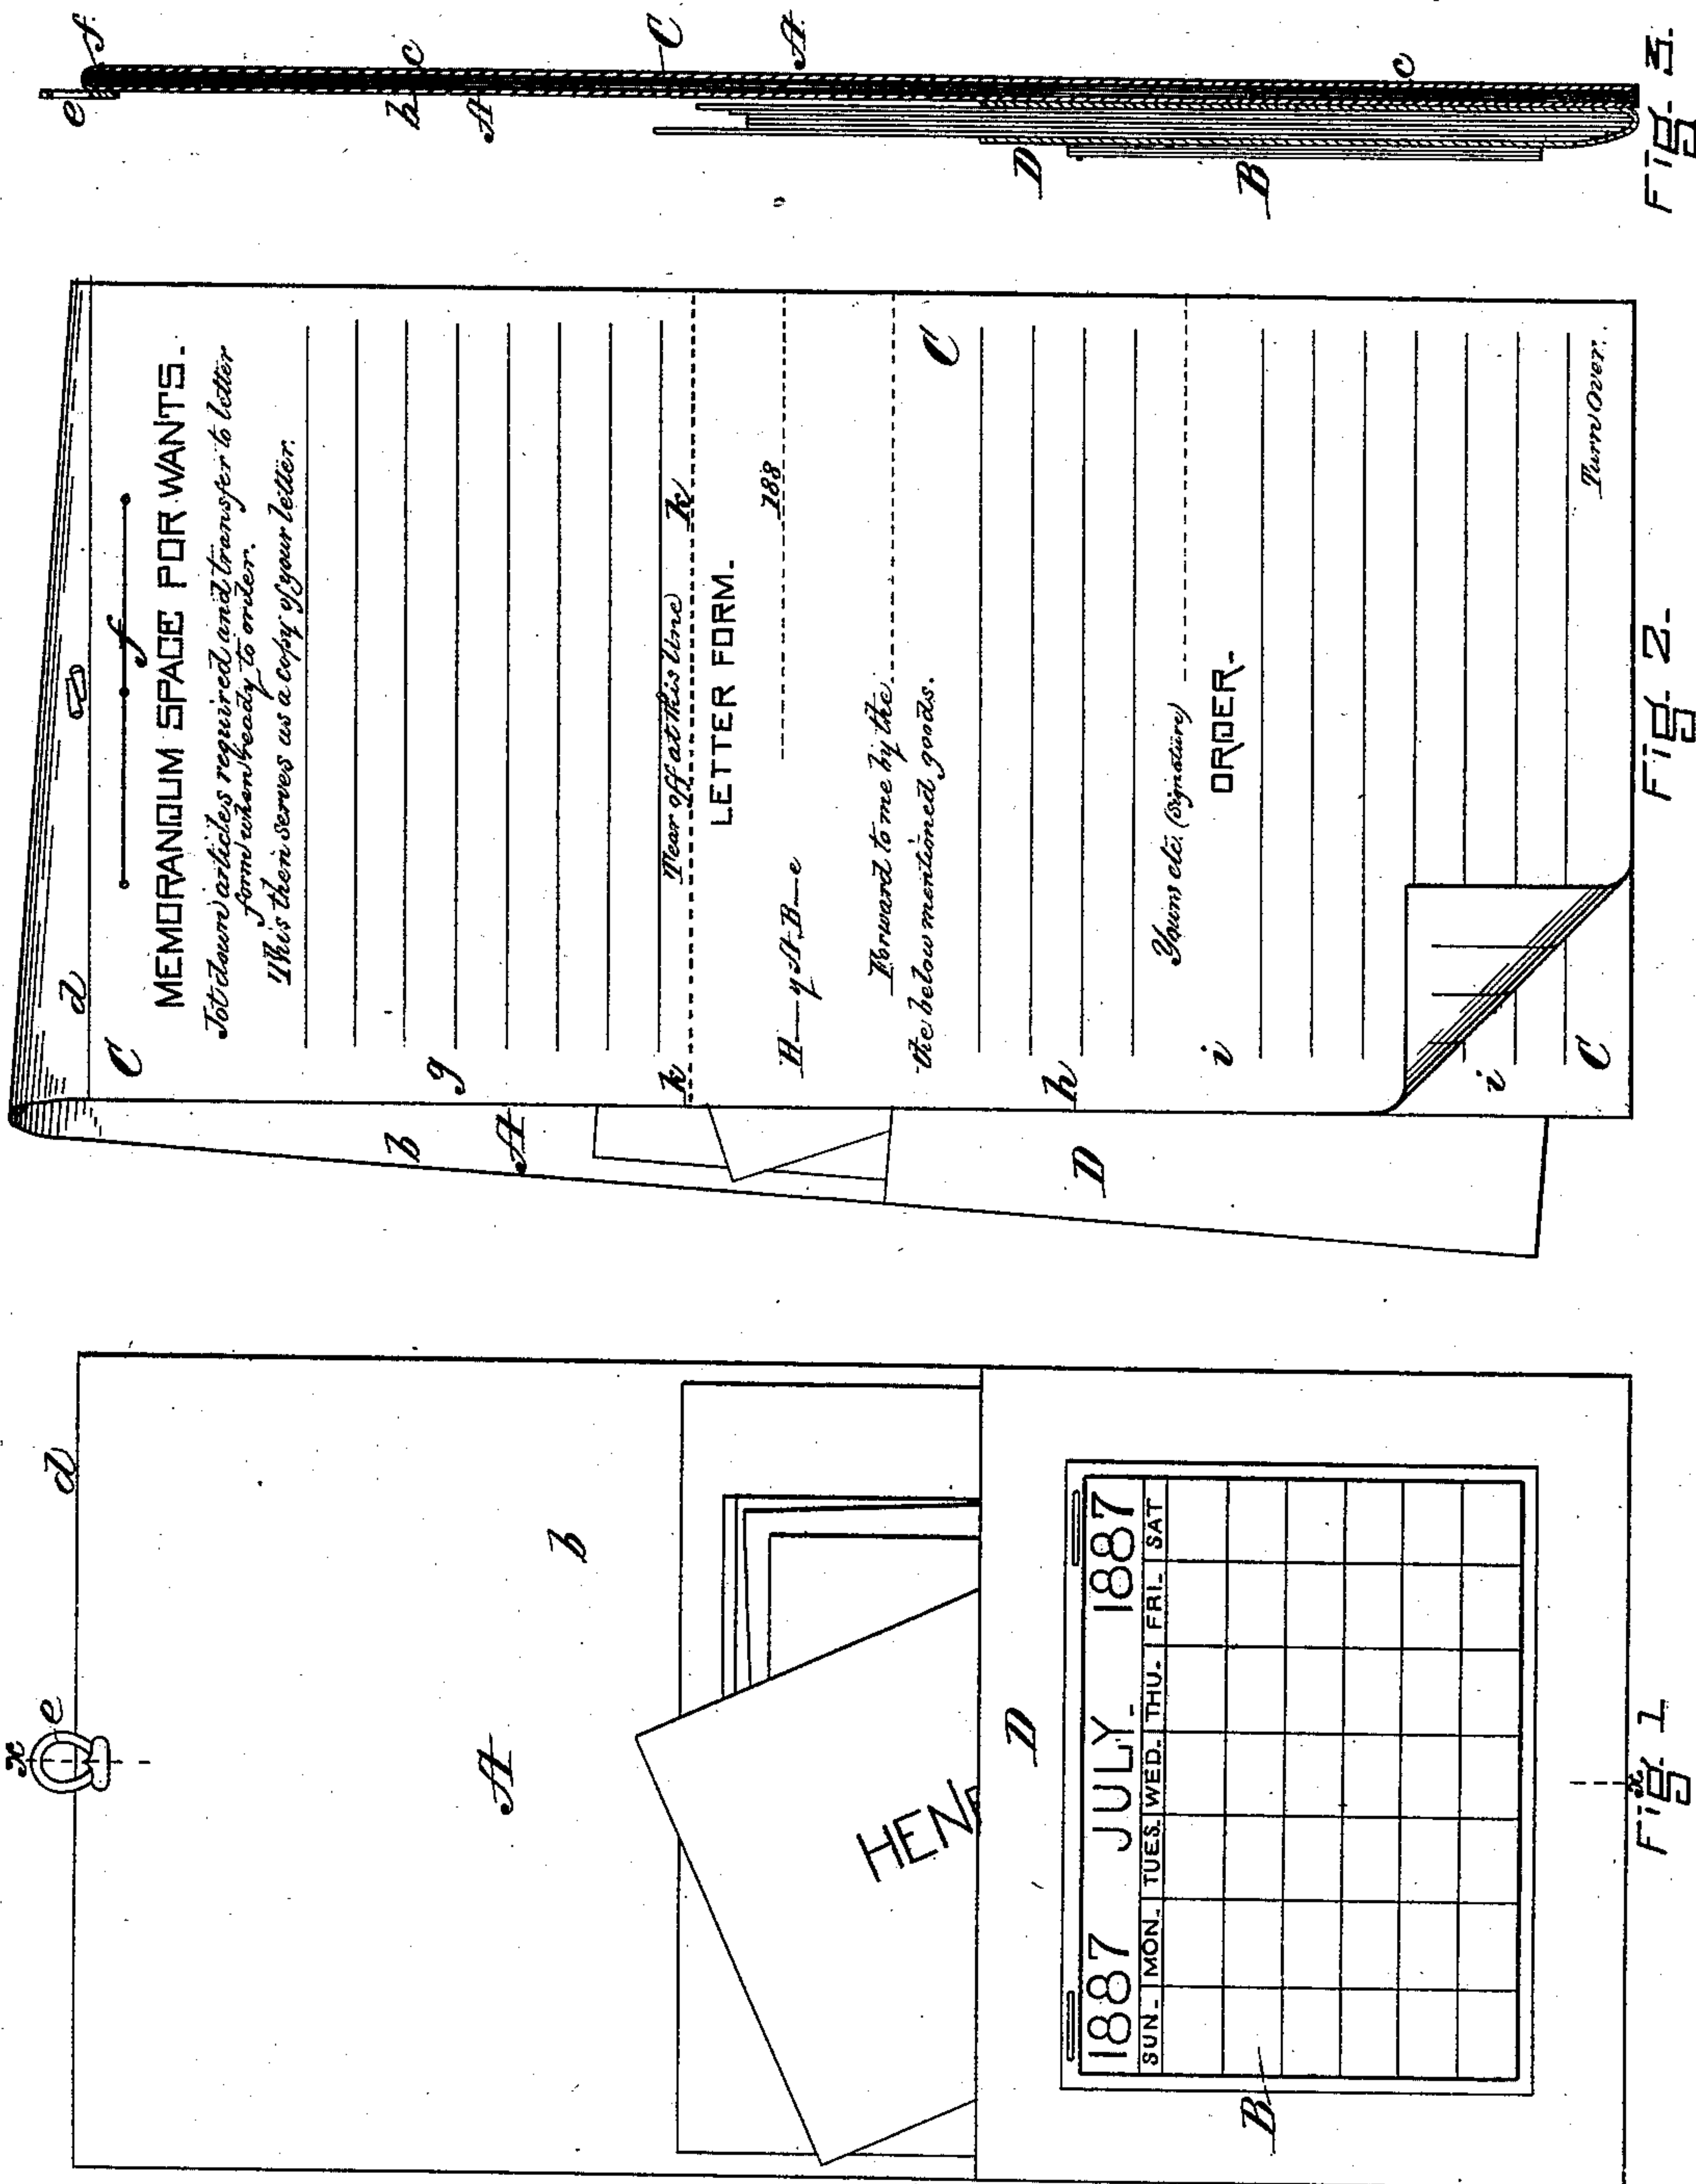 x
e
d
b
A
HEN
D
1887 JULY. 1887
SUN. MON. TUES. WED. THU. FRI. SAT
B
x
Fig. 1
d
C
f
MEMORANDUM SPACE FOR WANTS.
Jot down articles required and transfer to letter
form when ready to order.
This then serves as a copy of your letter.
g
b
A
Tear off at this line
k
k
LETTER FORM.
188
H—y A. B—e
Forward to me by the
the below mentioned goods.
C
h
D
Yours etc. (Signature)
ORDER.
i
i
C
Turn over.
Fig. 2.
e
f
b
c
A
C
A
D
B
c
Fig. 3.